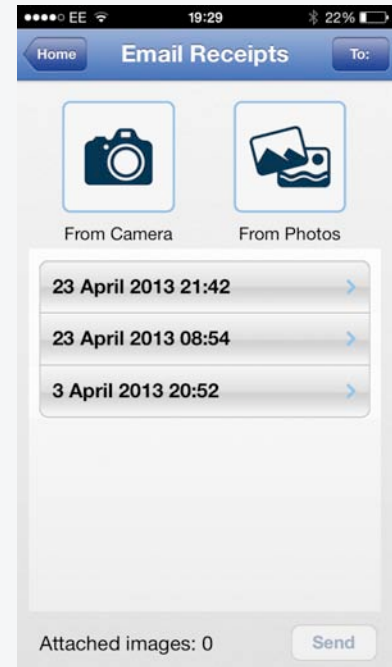 EE 19:29 22%
Home Email Receipts To:
From Camera From Photos
23 April 2013 21:42
23 April 2013 08:54
3 April 2013 20:52
Attached images: 0 Send